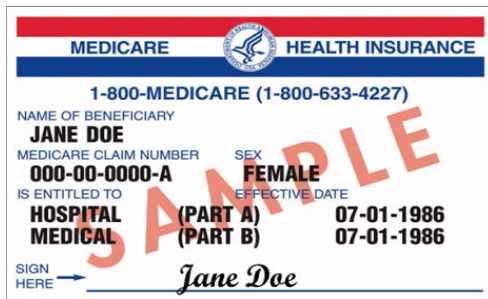 MEDICARE HEALTH INSURANCE
1-800-MEDICARE (1-800-633-4227)
NAME OF BENEFICIARY
JANE DOE
MEDICARE CLAIM NUMBER SEX
000-00-0000-A FEMALE
IS ENTITLED TO EFFECTIVE DATE
HOSPITAL (PART A) 07-01-1986
MEDICAL (PART B) 07-01-1986
SAMPLE
SIGN HERE Jane Doe